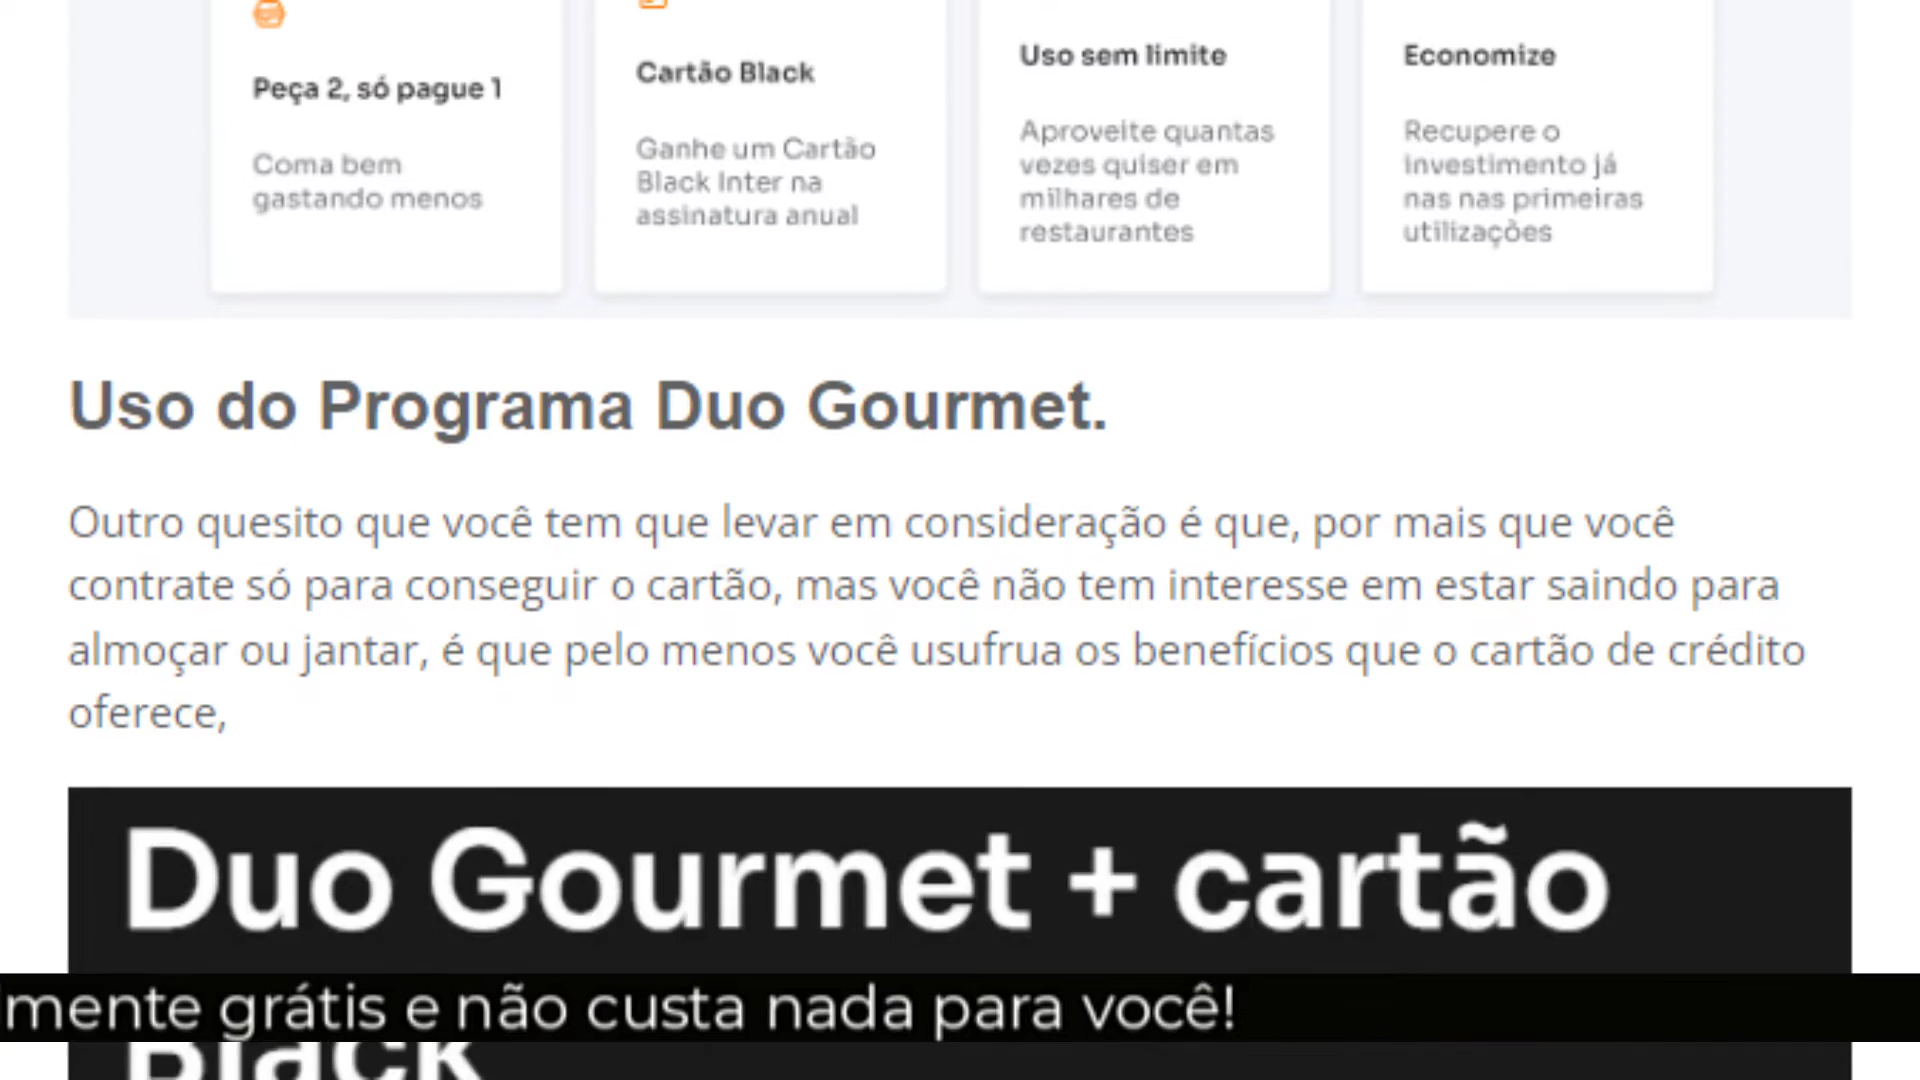 Peça 2, só pague 1
Coma bem
gastando menos
Cartão Black
Ganhe um Cartão
Black Inter na
assinatura anual
Uso sem limite
Aproveite quantas
vezes quiser em
milhares de
restaurantes
Economize
Recupere o
investimento já
nas nas primeiras
utilizações
Uso do Programa Duo Gourmet.
Outro quesito que você tem que levar em consideração é que, por mais que você
contrate só para conseguir o cartão, mas você não tem interesse em estar saindo para
almoçar ou jantar, é que pelo menos você usufrua os benefícios que o cartão de crédito
oferece,
Duo Gourmet + cartão
lmente grátis e não custa nada para você!
Black